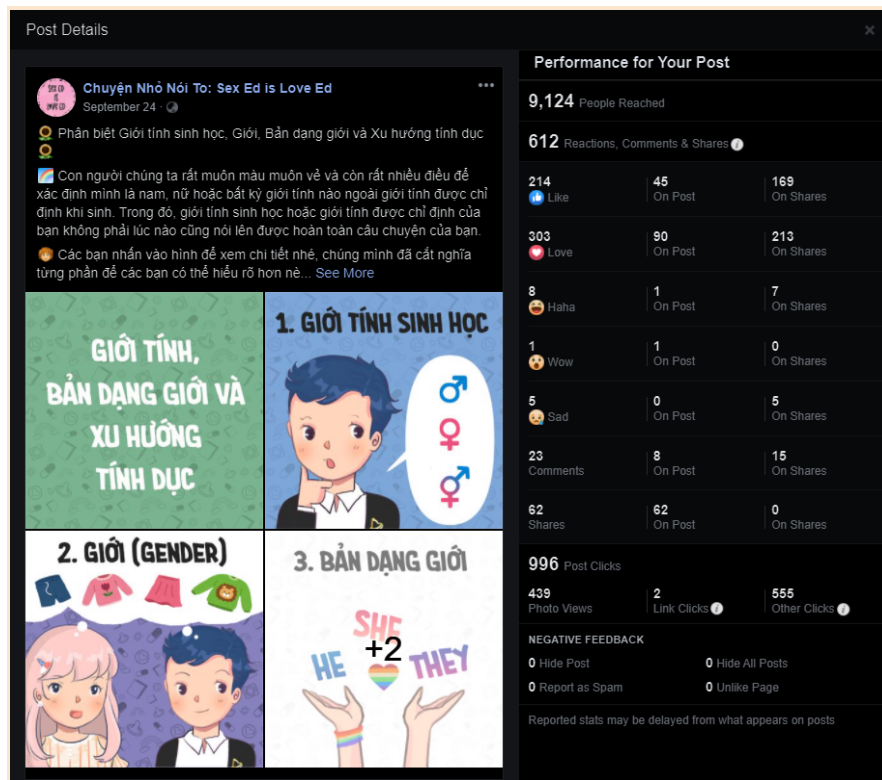 Post Details
Chuyện Nhỏ Nói To: Sex Ed is Love Ed
September 24 ·
Phân biệt Giới tính sinh học, Giới, Bản dạng giới và Xu hướng tính dục
Con người chúng ta rất muôn màu muôn vẻ và còn rất nhiều điều để
xác định mình là nam, nữ hoặc bất kỳ giới tính nào ngoài giới tính được chỉ
định khi sinh. Trong đó, giới tính sinh học hoặc giới tính được chỉ định của
bạn không phải lúc nào cũng nói lên được hoàn toàn câu chuyện của bạn.
Các bạn nhấn vào hình để xem chi tiết nhé, chúng mình đã cắt nghĩa
từng phần để các bạn có thể hiểu rõ hơn nè... See More
GIỚI TÍNH,
BẢN DẠNG GIỚI VÀ
XU HƯỚNG
TÍNH DỤC
1. GIỚI TÍNH SINH HỌC
2. GIỚI (GENDER)
3. BẢN DẠNG GIỚI
SHE
HE
THEY
+2
Performance for Your Post
9,124 People Reached
612 Reactions, Comments & Shares
214 45 169
Like On Post On Shares
303 90 213
Love On Post On Shares
8 1 7
Haha On Post On Shares
1 1 0
Wow On Post On Shares
5 0 5
Sad On Post On Shares
23 8 15
Comments On Post On Shares
62 62 0
Shares On Post On Shares
996 Post Clicks
439 2 555
Photo Views Link Clicks Other Clicks
NEGATIVE FEEDBACK
0 Hide Post 0 Hide All Posts
0 Report as Spam 0 Unlike Page
Reported stats may be delayed from what appears on posts